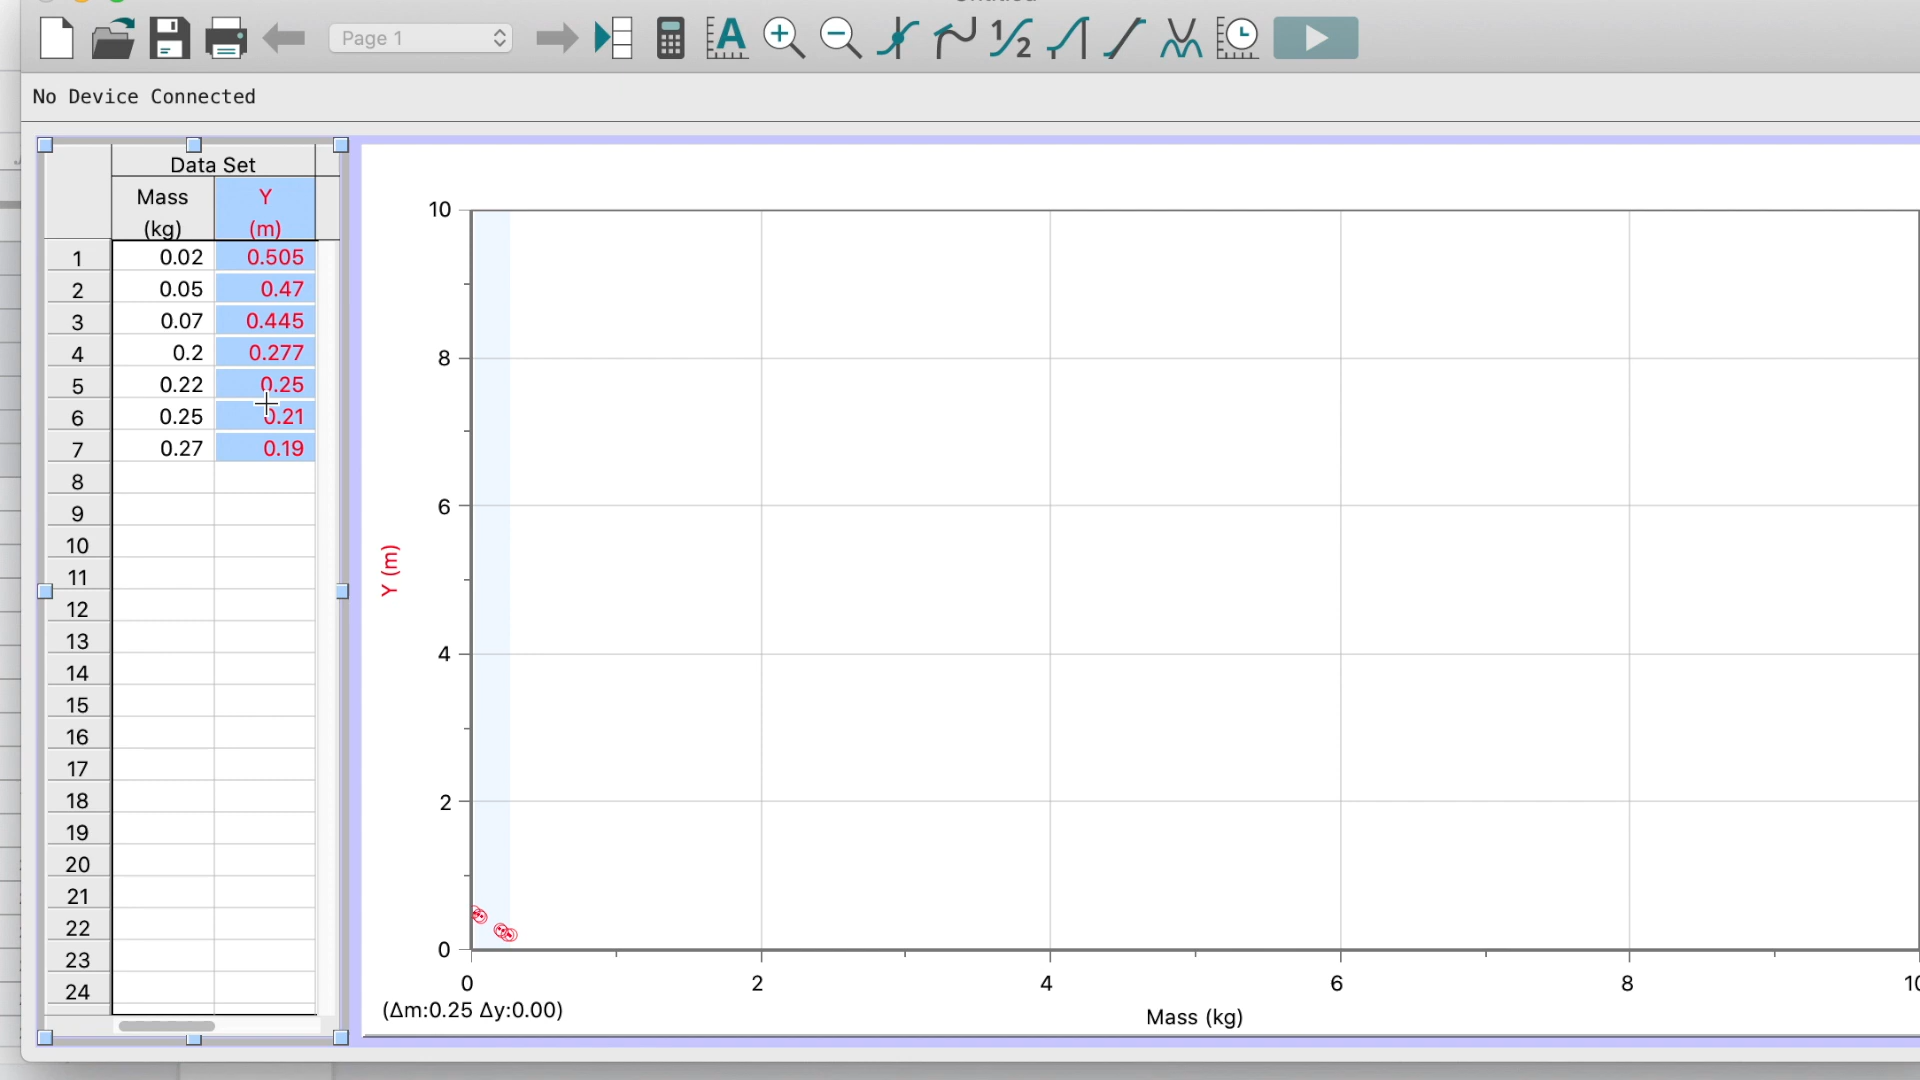 Page 1
No Device Connected
Data Set
Mass Y
(kg) (m)
1 0.02 0.505
2 0.05 0.47
3 0.07 0.445
4 0.2 0.277
5 0.22 0.25
6 0.25 0.21
7 0.27 0.19
8
9
10
11
12
13
14
15
16
17
18
19
20
21
22
23
24
10
8
6
4
2
0
Y (m)
0 2 4 6 8 10
(Δm:0.25 Δy:0.00)
Mass (kg)